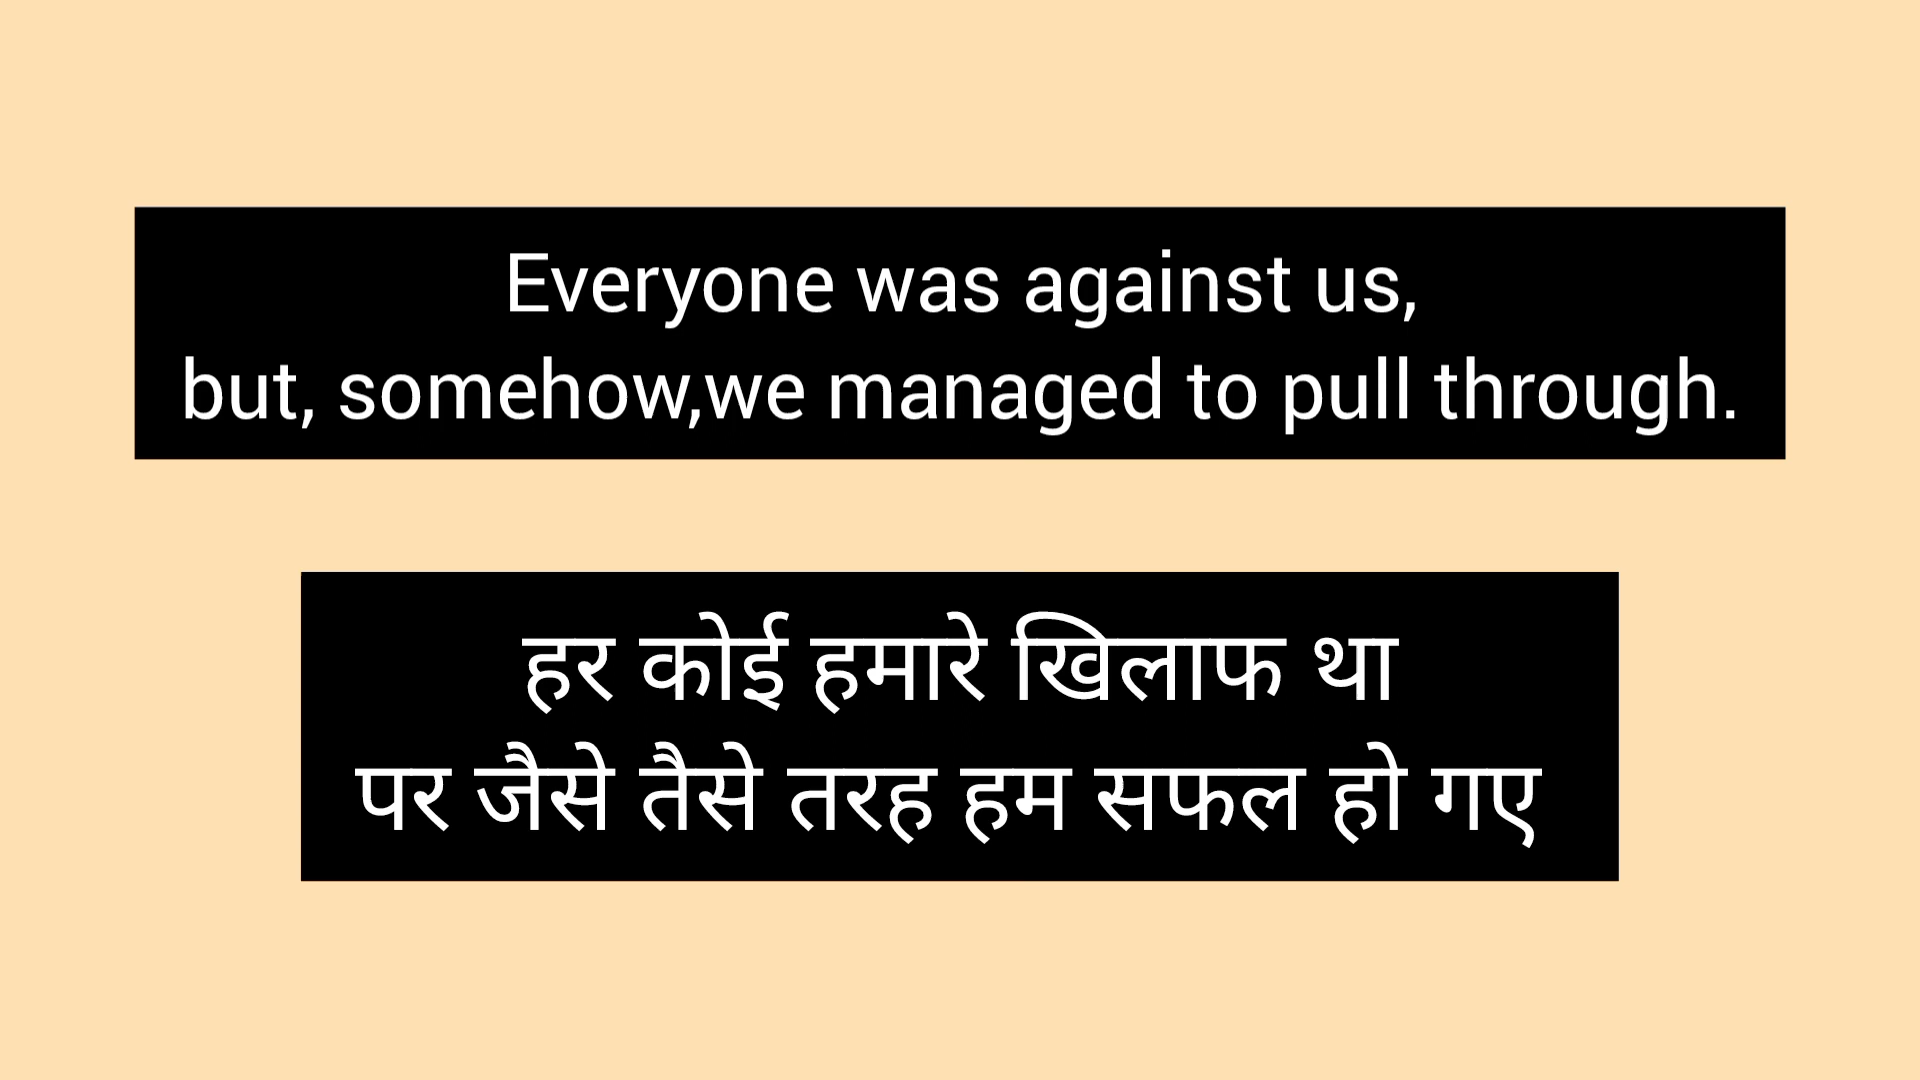 Everyone was against us,
but, somehow,we managed to pull through.
हर कोई हमारे खिलाफ था
पर जैसे तैसे तरह हम सफल हो गए